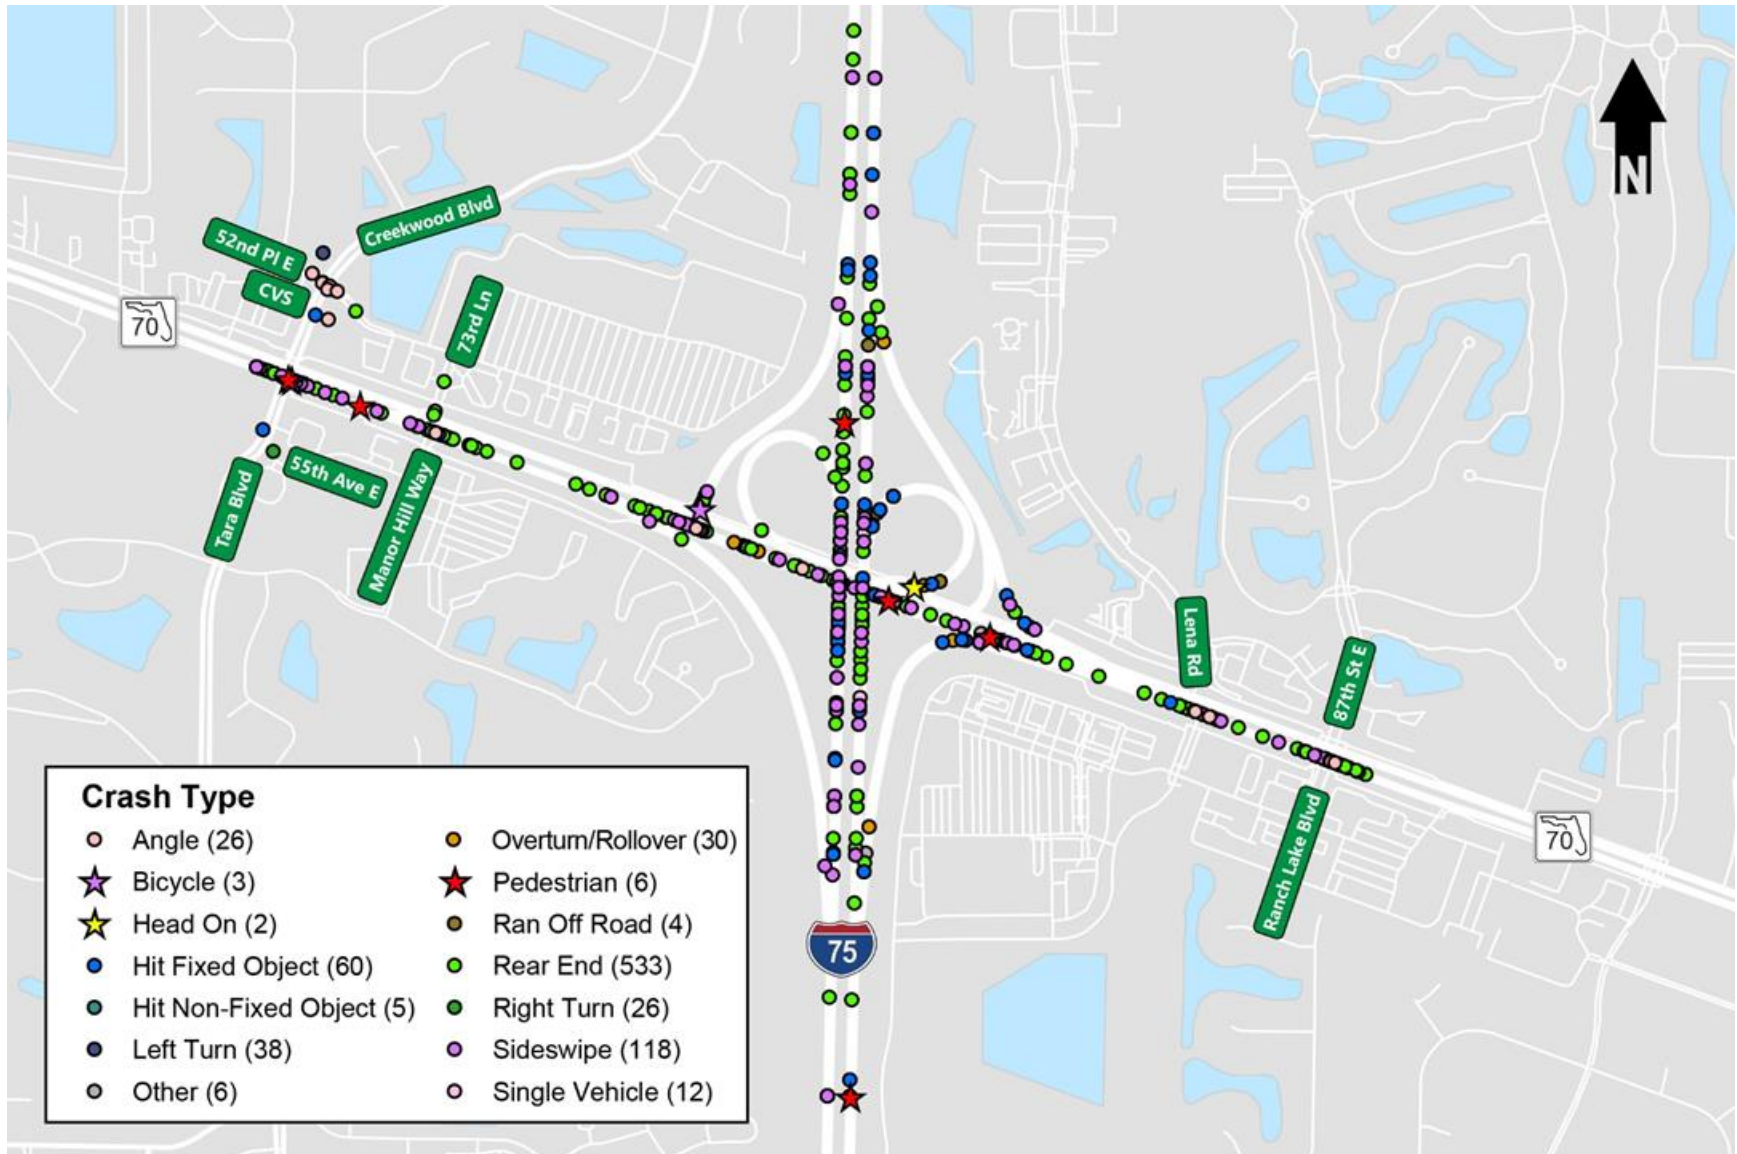 N
Creekwood Blvd
52nd Pl E
CVS
73rd Ln
70
55th Ave E
Tara Blvd
Manor Hill Way
Lena Rd
87th St E
Ranch Lake Blvd
70
75
Crash Type
Angle (26)
Bicycle (3)
Head On (2)
Hit Fixed Object (60)
Hit Non-Fixed Object (5)
Left Turn (38)
Other (6)
Overturn/Rollover (30)
Pedestrian (6)
Ran Off Road (4)
Rear End (533)
Right Turn (26)
Sideswipe (118)
Single Vehicle (12)